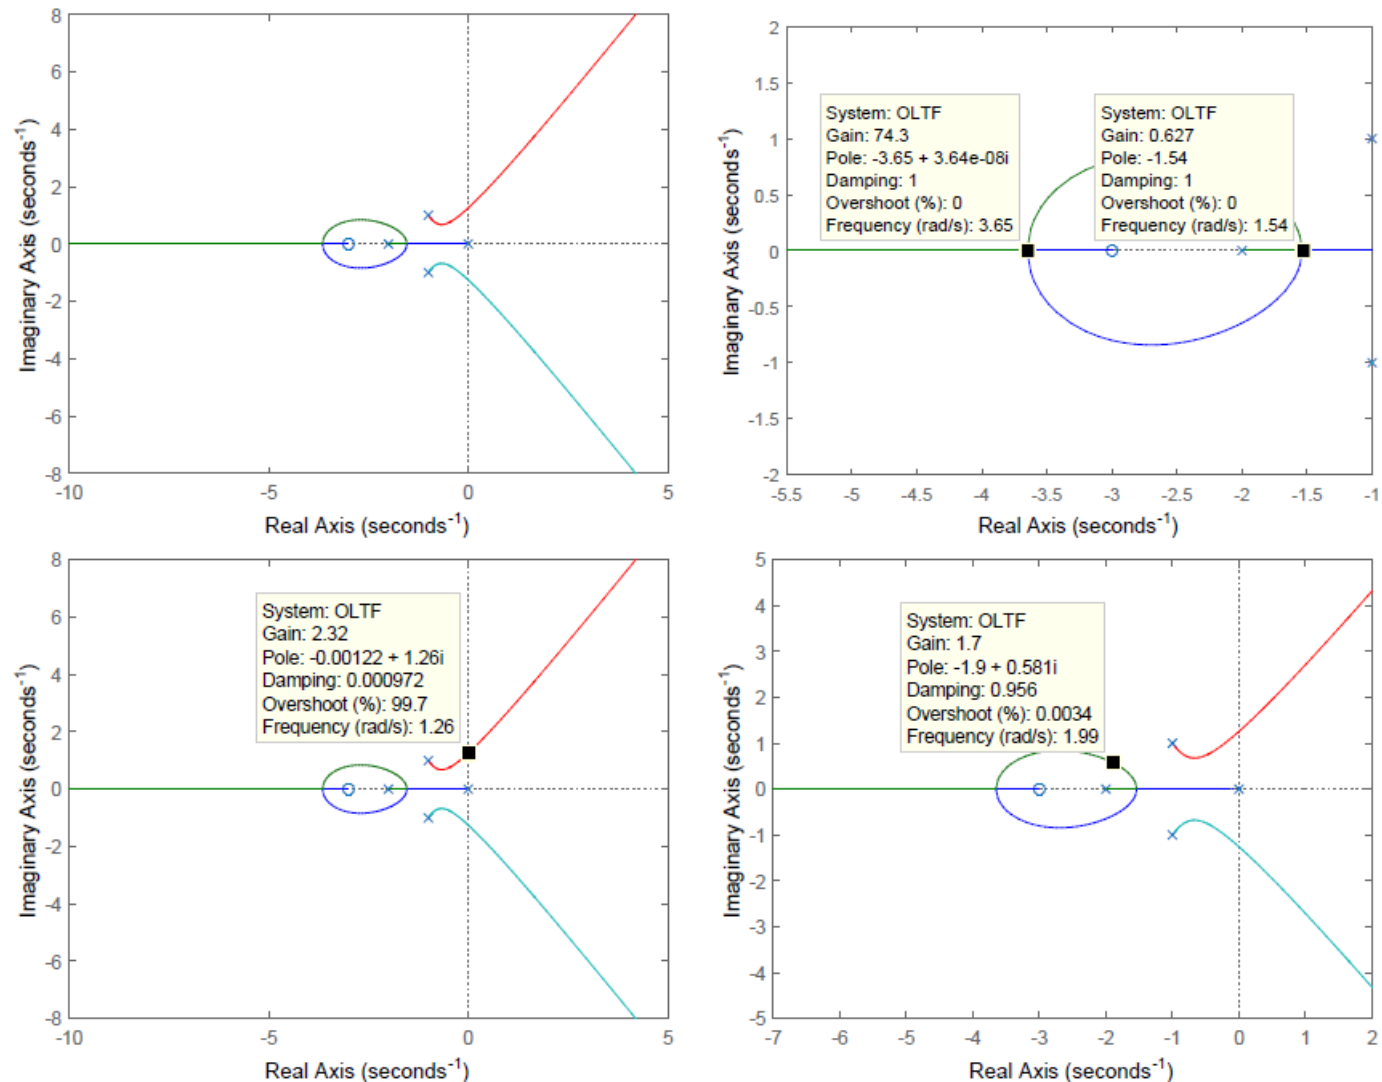 8
6
4
2
0
-2
-4
-6
-8
-10
-5
0
5
Imaginary Axis (seconds⁻¹)
Real Axis (seconds⁻¹)
2
1.5
1
0.5
0
-0.5
-1
-1.5
-2
-5.5
-5
-4.5
-4
-3.5
-3
-2.5
-2
-1.5
-1
Imaginary Axis (seconds⁻¹)
Real Axis (seconds⁻¹)
System: OLTF
Gain: 74.3
Pole: -3.65 + 3.64e-08i
Damping: 1
Overshoot (%): 0
Frequency (rad/s): 3.65
System: OLTF
Gain: 0.627
Pole: -1.54
Damping: 1
Overshoot (%): 0
Frequency (rad/s): 1.54
8
6
4
2
0
-2
-4
-6
-8
-10
-5
0
5
Imaginary Axis (seconds⁻¹)
Real Axis (seconds⁻¹)
System: OLTF
Gain: 2.32
Pole: -0.00122 + 1.26i
Damping: 0.000972
Overshoot (%): 99.7
Frequency (rad/s): 1.26
5
4
3
2
1
0
-1
-2
-3
-4
-5
-7
-6
-5
-4
-3
-2
-1
0
1
2
Imaginary Axis (seconds⁻¹)
Real Axis (seconds⁻¹)
System: OLTF
Gain: 1.7
Pole: -1.9 + 0.581i
Damping: 0.956
Overshoot (%): 0.0034
Frequency (rad/s): 1.99